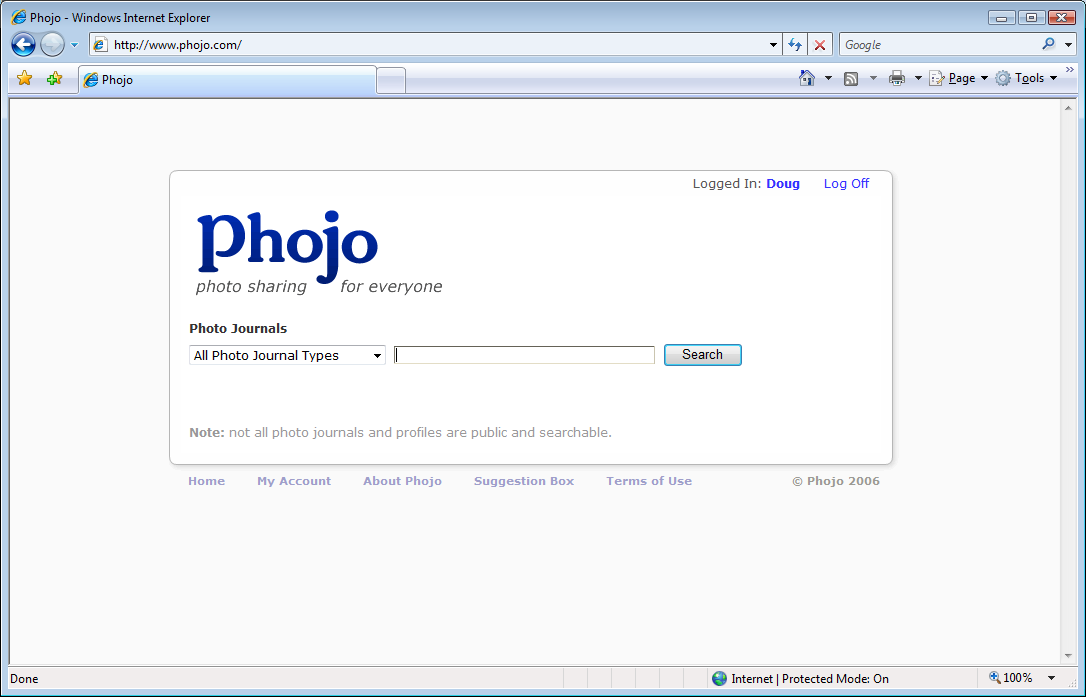 Phojo - Windows Internet Explorer
http://www.phojo.com/
Google
Phojo
Page
Tools
Logged In: Doug Log Off
Phojo
photo sharing for everyone
Photo Journals
All Photo Journal Types
Search
Note: not all photo journals and profiles are public and searchable.
Home My Account About Phojo Suggestion Box Terms of Use © Phojo 2006
Done
Internet | Protected Mode: On
100%